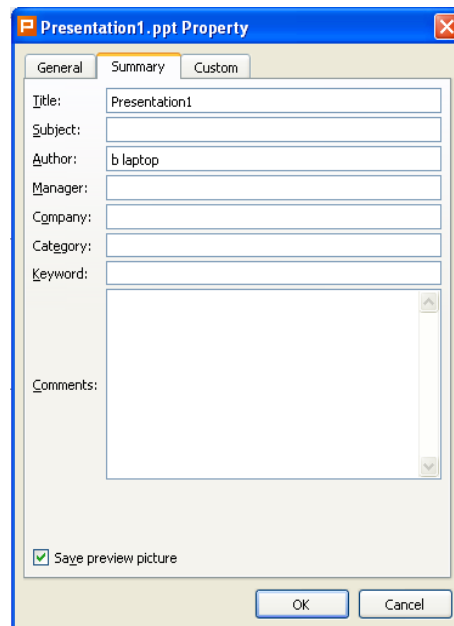 Presentation1.ppt Property
General Summary Custom
Title: Presentation1
Subject:
Author: b laptop
Manager:
Company:
Category:
Keyword:
Comments:
Save preview picture
OK Cancel